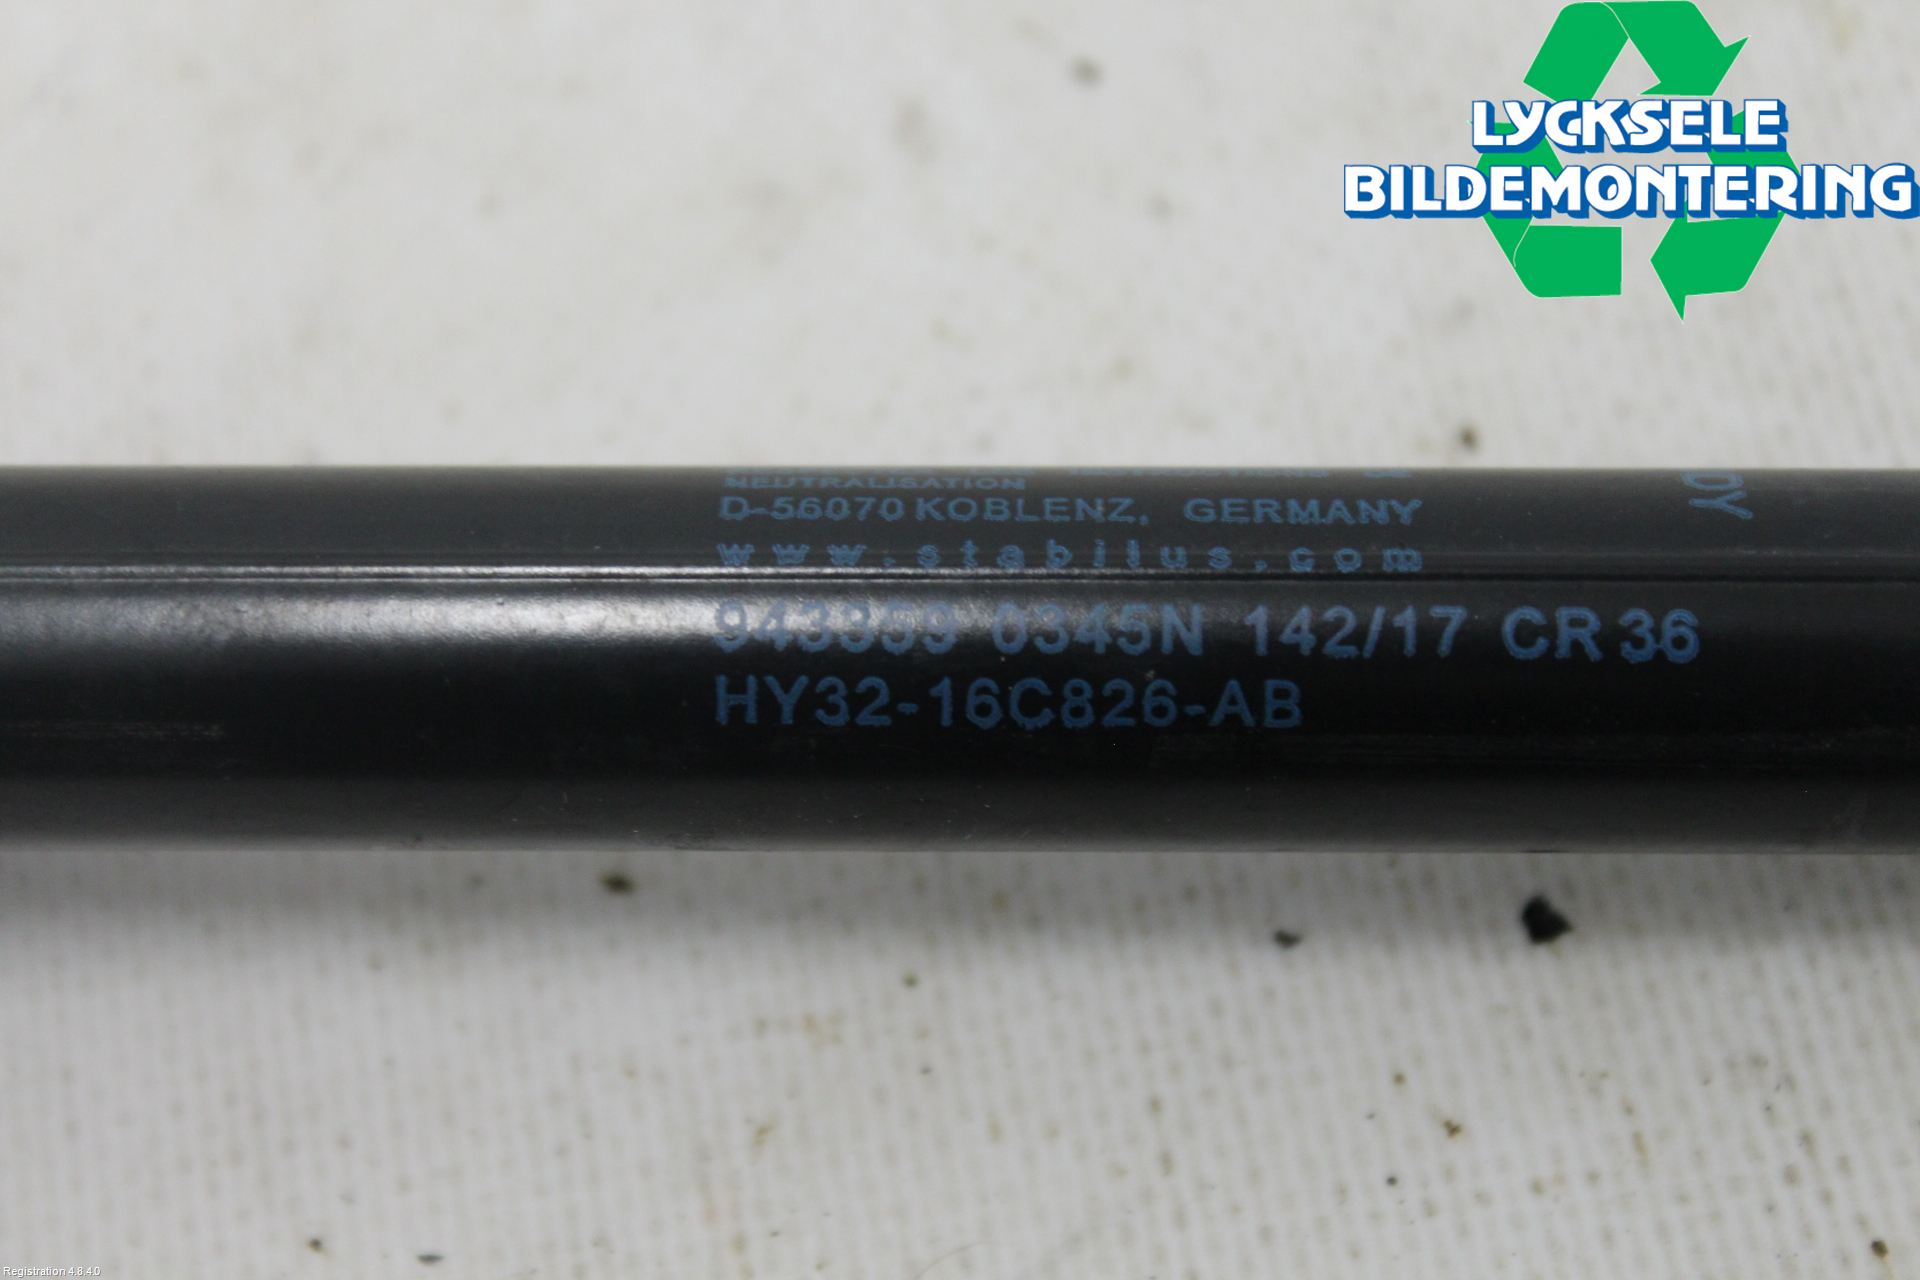 LYCKSELE
BILDEMONTERING
NEUTRALISATION
D-56070 KOBLENZ, GERMANY
www.stabilus.com
943359 0345N 142/17 CR 36
HY32-16C826-AB
DY
Registration 4.8.4.0